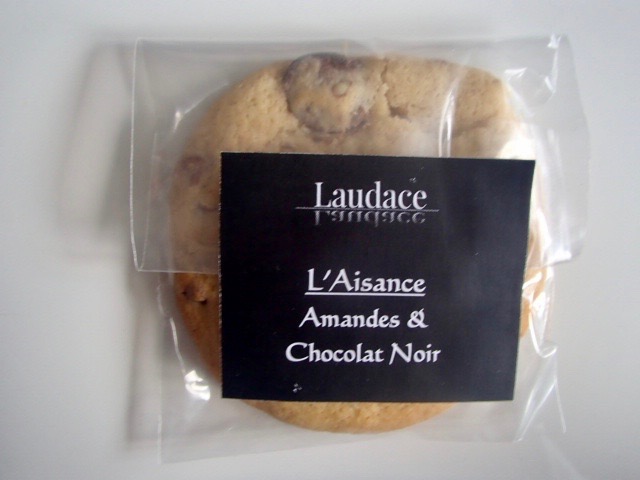 Laudace
L'Aisance
Amandes &
Chocolat Noir